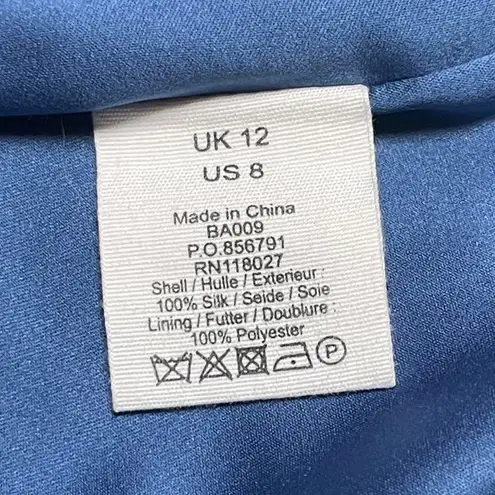 UK 12
US 8
Made in China
BA009
P.O.856791
RN118027
Shell / Hulle / Exterieur :
100% Silk / Seide / Soie
Lining / Futter / Doublure :
100% Polyester
P